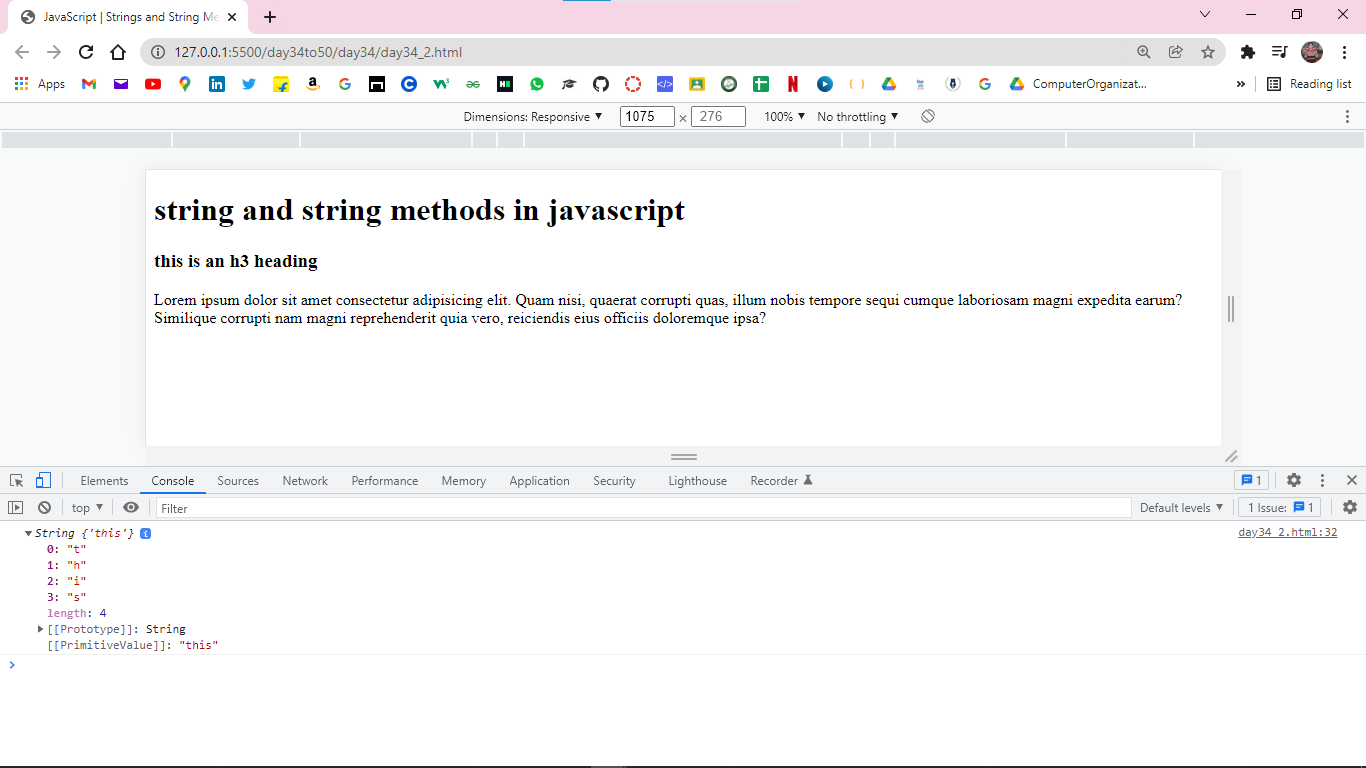 JavaScript | Strings and String Me
127.0.0.1:5500/day34to50/day34/day34_2.html
Apps
ComputerOrganizat...
»
Reading list
Dimensions: Responsive 1075 × 276 100% No throttling
string and string methods in javascript
this is an h3 heading
Lorem ipsum dolor sit amet consectetur adipisicing elit. Quam nisi, quaerat corrupti quas, illum nobis tempore sequi cumque laboriosam magni expedita earum?
Similique corrupti nam magni reprehenderit quia vero, reiciendis eius officiis doloremque ipsa?
Elements Console Sources Network Performance Memory Application Security Lighthouse Recorder 1
top Filter Default levels 1 Issue: 1
String {'this'} day34_2.html:32
0: "t"
1: "h"
2: "i"
3: "s"
length: 4
[[Prototype]]: String
[[PrimitiveValue]]: "this"